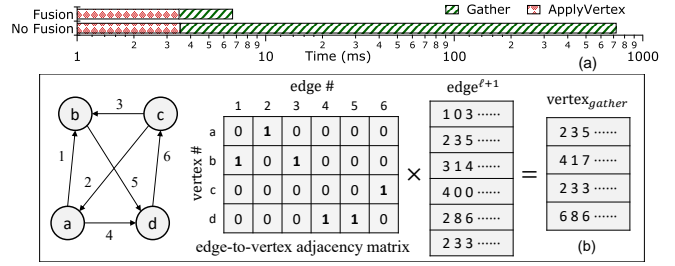 Gather ApplyVertex
Fusion
No Fusion
1 2 3 4 5 6 7 8 9 10 2 3 4 5 6 7 8 9 100 2 3 4 5 6 7 8 9 1000
Time (ms)
(a)
b c a d
3 1 2 5 6 4
edge #
1 2 3 4 5 6
vertex #
a 0 1 0 0 0 0
b 1 0 1 0 0 0
c 0 0 0 0 0 1
d 0 0 0 1 1 0
edge-to-vertex adjacency matrix
×
edgeℓ+1
1 0 3 ······
2 3 5 ······
3 1 4 ······
4 0 0 ······
2 8 6 ······
2 3 3 ······
=
vertexgather
2 3 5 ······
4 1 7 ······
2 3 3 ······
6 8 6 ······
(b)